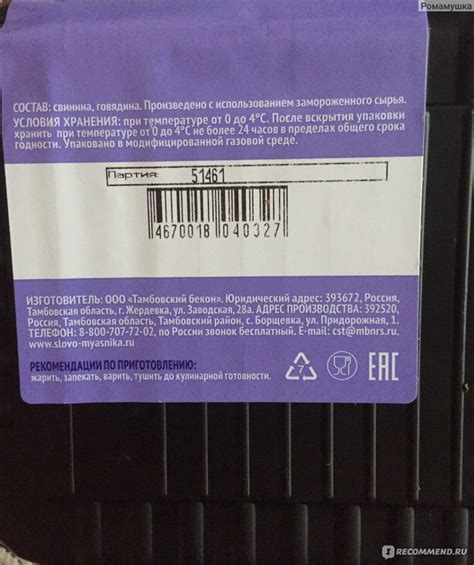 Ромамушка
СОСТАВ: свинина, говядина. Произведено с использованием замороженного сырья.
УСЛОВИЯ ХРАНЕНИЯ: при температуре от 0 до 4°С. После вскрытия упаковки
хранить при температуре от 0 до 4°С не более 24 часов в пределах общего срока
годности. Упаковано в модифицированной газовой среде.
Партия: 51461
4670018 040327
ИЗГОТОВИТЕЛЬ: ООО «Тамбовский бекон». Юридический адрес: 393672, Россия,
Тамбовская область, г. Жердевка, ул. Заводская, 28а. АДРЕС ПРОИЗВОДСТВА: 392520,
Россия, Тамбовская область, Тамбовский район, с. Борщевка, ул. Придорожная, 1.
ТЕЛЕФОН: 8-800-707-72-02, по России звонок бесплатный. E-mail: cst@mbnrs.ru.
www.slovo-myasnika.ru
РЕКОМЕНДАЦИИ ПО ПРИГОТОВЛЕНИЮ:
жарить, запекать, варить, тушить до кулинарной готовности.
7
ЕАС
IRECOMMEND.RU